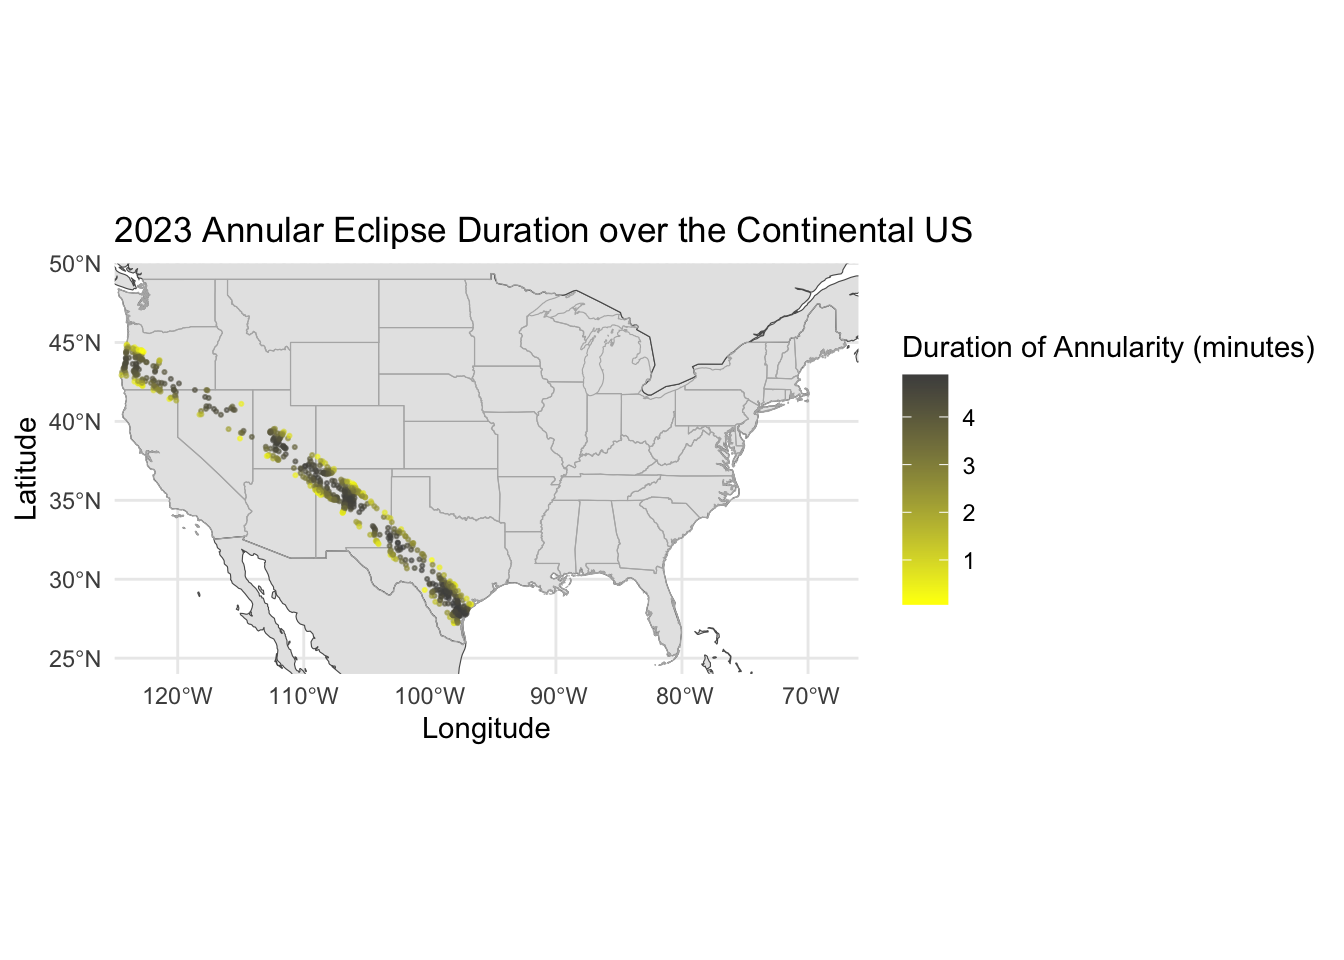 2023 Annular Eclipse Duration over the Continental US
50°N
45°N
40°N
35°N
30°N
25°N
Latitude
120°W 110°W 100°W 90°W 80°W 70°W
Longitude
Duration of Annularity (minutes)
4
3
2
1